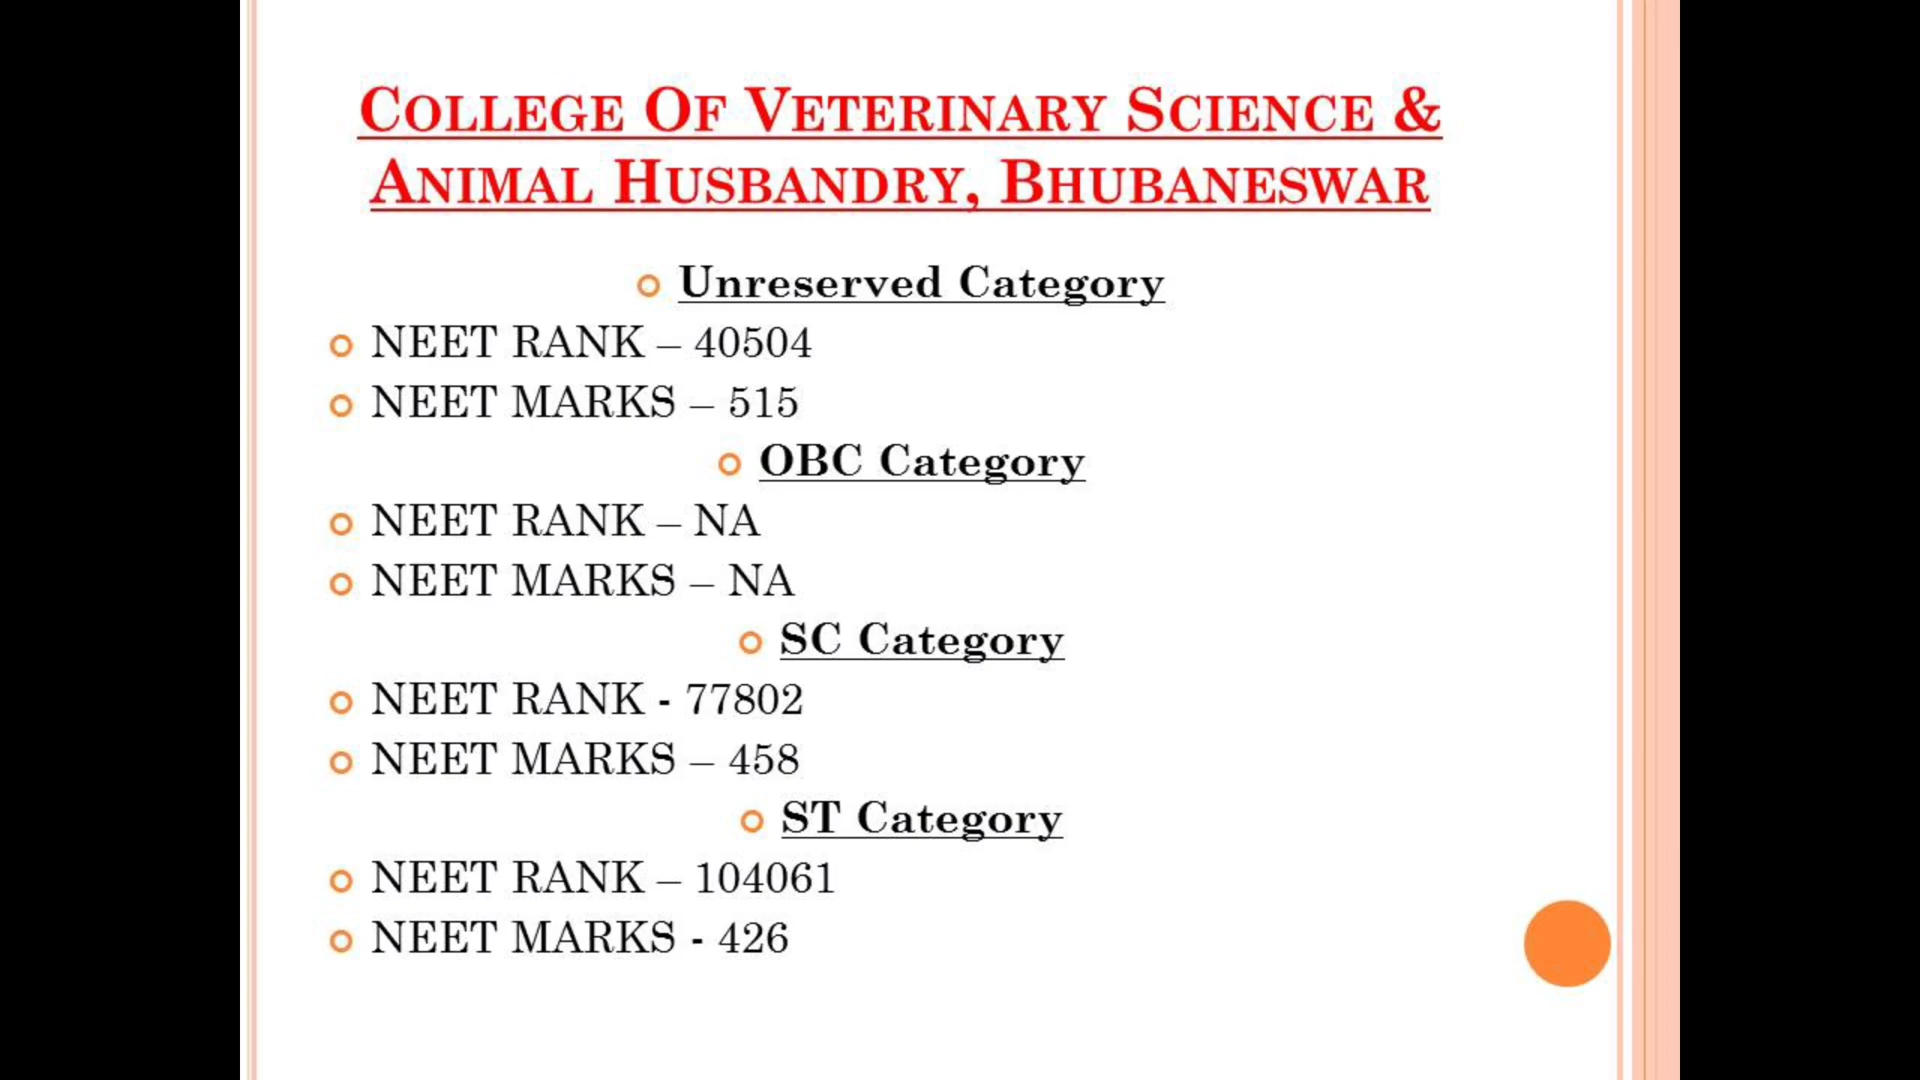 College Of Veterinary Science &
Animal Husbandry, Bhubaneswar
Unreserved Category
NEET RANK – 40504
NEET MARKS – 515
OBC Category
NEET RANK – NA
NEET MARKS – NA
SC Category
NEET RANK - 77802
NEET MARKS – 458
ST Category
NEET RANK – 104061
NEET MARKS - 426